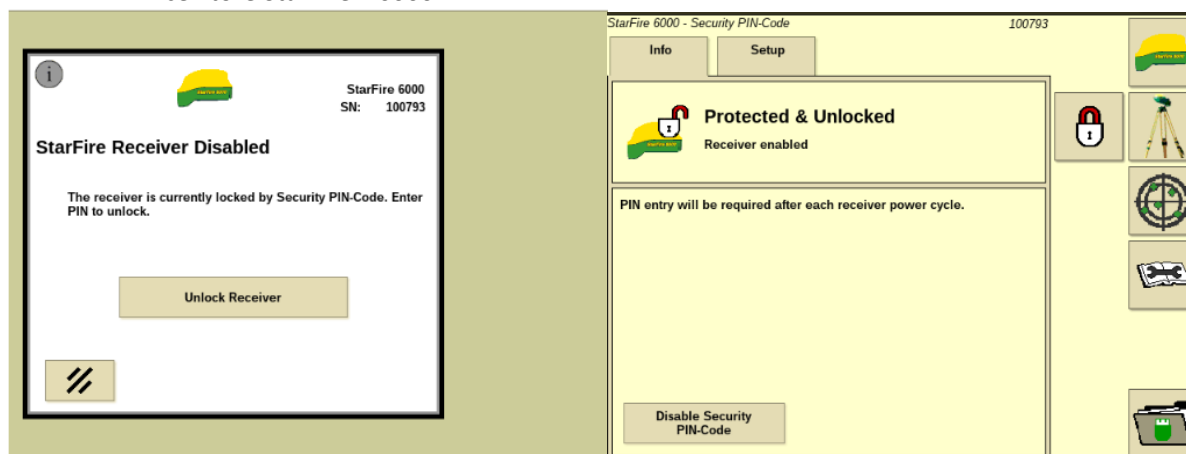 StarFire 6000
SN: 100793
StarFire Receiver Disabled
The receiver is currently locked by Security PIN-Code. Enter
PIN to unlock.
Unlock Receiver
StarFire 6000 - Security PIN-Code 100793
Info Setup
Protected & Unlocked
Receiver enabled
PIN entry will be required after each receiver power cycle.
Disable Security
PIN-Code